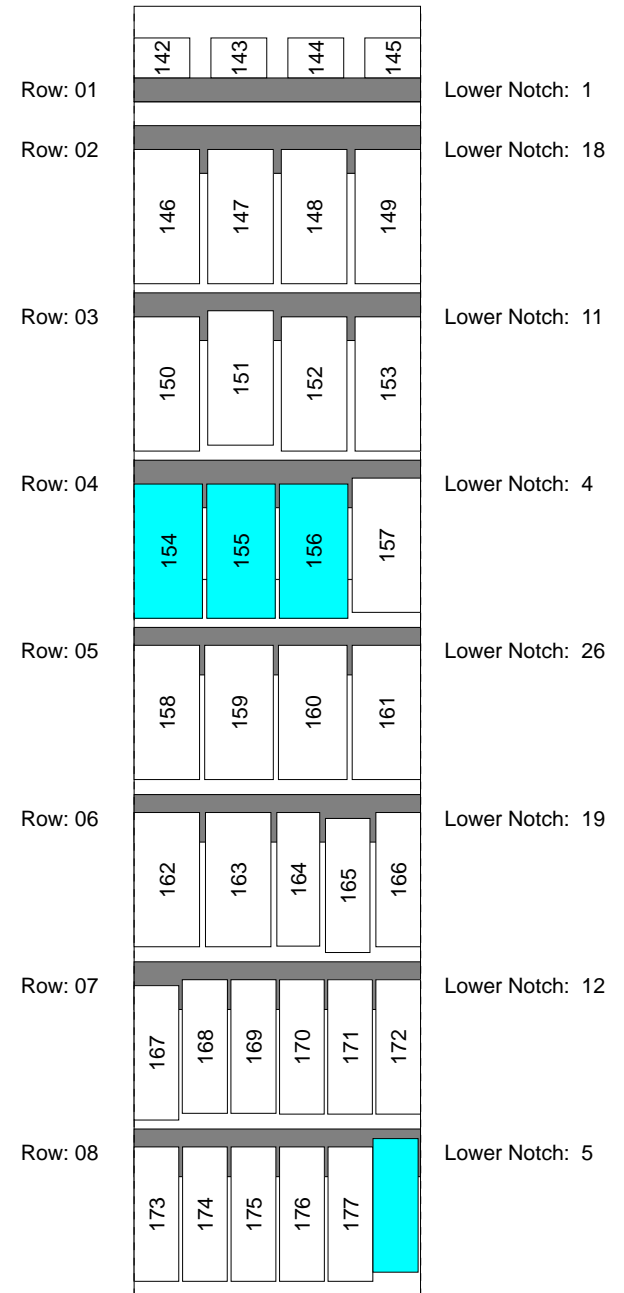 142 143 144 145
Row: 01 Lower Notch: 1
Row: 02 Lower Notch: 18
146 147 148 149
Row: 03 Lower Notch: 11
150 151 152 153
Row: 04 Lower Notch: 4
154 155 156 157
Row: 05 Lower Notch: 26
158 159 160 161
Row: 06 Lower Notch: 19
162 163 164 165 166
Row: 07 Lower Notch: 12
167 168 169 170 171 172
Row: 08 Lower Notch: 5
173 174 175 176 177